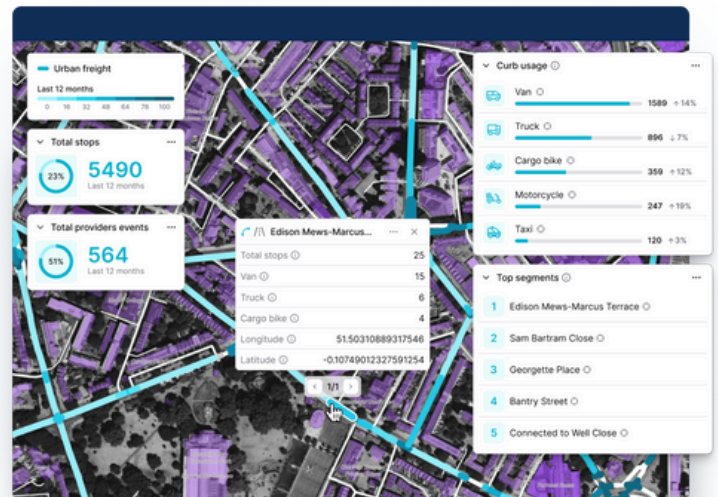 Urban freight
Last 12 months
0 16 32 48 64 78 100
Total stops
23%
5490
Last 12 months
Total providers events
51%
564
Last 12 months
Edison Mews-Marcus...
Total stops 25
Van 15
Truck 6
Cargo bike 4
Longitude 51.50310889317546
Latitude -0.10749012327591254
1/1
Curb usage
Van
1589 ↑14%
Truck
896 ↓7%
Cargo bike
359 ↑12%
Motorcycle
247 ↑19%
Taxi
120 ↑3%
Top segments
1 Edison Mews-Marcus Terrace
2 Sam Bartram Close
3 Georgette Place
4 Bantry Street
5 Connected to Well Close